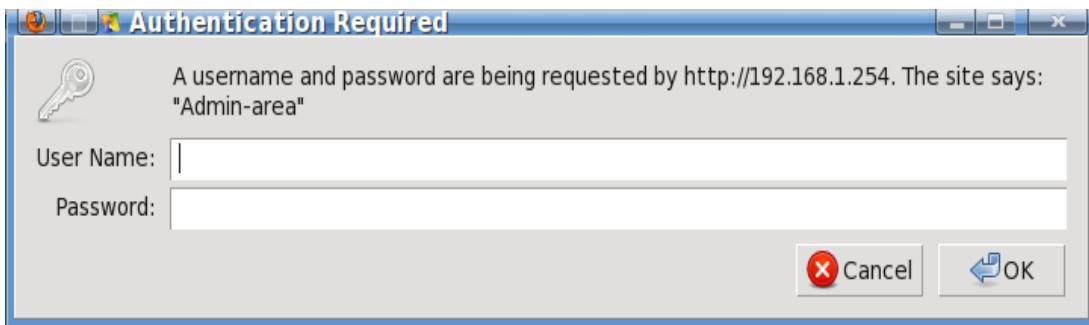 Authentication Required
A username and password are being requested by http://192.168.1.254. The site says:
"Admin-area"
User Name:
Password:
Cancel OK